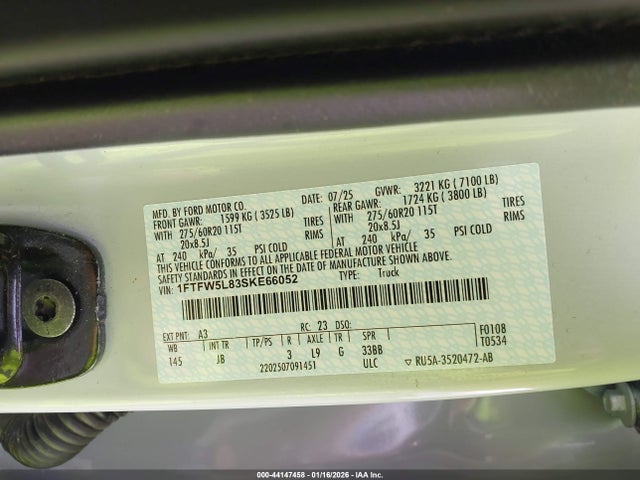 MFD. BY FORD MOTOR CO. DATE: 07/25 GVWR: 3221 KG ( 7100 LB)
FRONT GAWR: 1599 KG ( 3525 LB) REAR GAWR: 1724 KG ( 3800 LB)
WITH 275/60R20 115T TIRES WITH 275/60R20 115T TIRES
20x8.5J RIMS 20x8.5J RIMS
AT 240 kPa/ 35 PSI COLD AT 240 kPa/ 35 PSI COLD
THIS VEHICLE CONFORMS TO ALL APPLICABLE FEDERAL MOTOR VEHICLE
SAFETY STANDARDS IN EFFECT ON THE DATE OF MANUFACTURE SHOWN ABOVE.
VIN: 1FTFW5L83SKE66052 TYPE: Truck
EXT PNT: A3 RC: 23 DSO: F0108
WB JB TP/PS R AXLE TR SPR T0534
145 JB 3 L9 G 33BB
2202507091451 ULC RU5A-3520472-AB
000-44147458 - 01/16/2026 - IAA Inc.